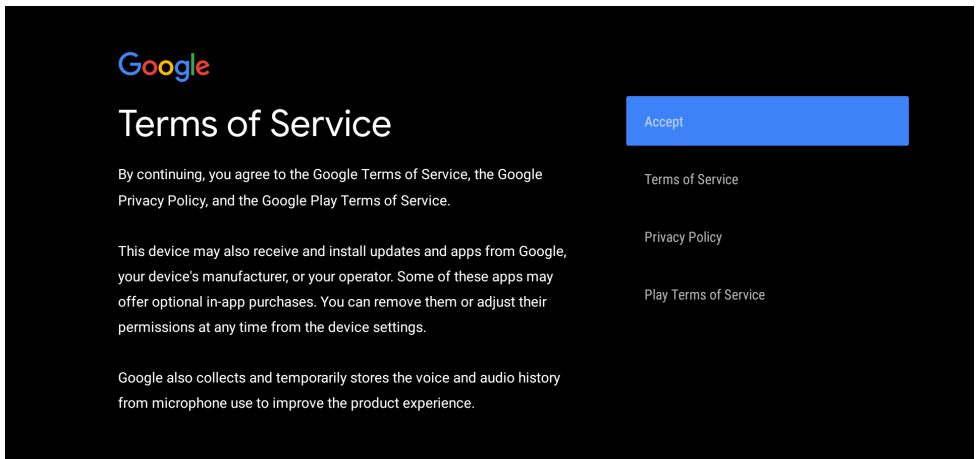 Google
Terms of Service
By continuing, you agree to the Google Terms of Service, the Google
Privacy Policy, and the Google Play Terms of Service.
This device may also receive and install updates and apps from Google,
your device's manufacturer, or your operator. Some of these apps may
offer optional in-app purchases. You can remove them or adjust their
permissions at any time from the device settings.
Google also collects and temporarily stores the voice and audio history
from microphone use to improve the product experience.
Accept
Terms of Service
Privacy Policy
Play Terms of Service